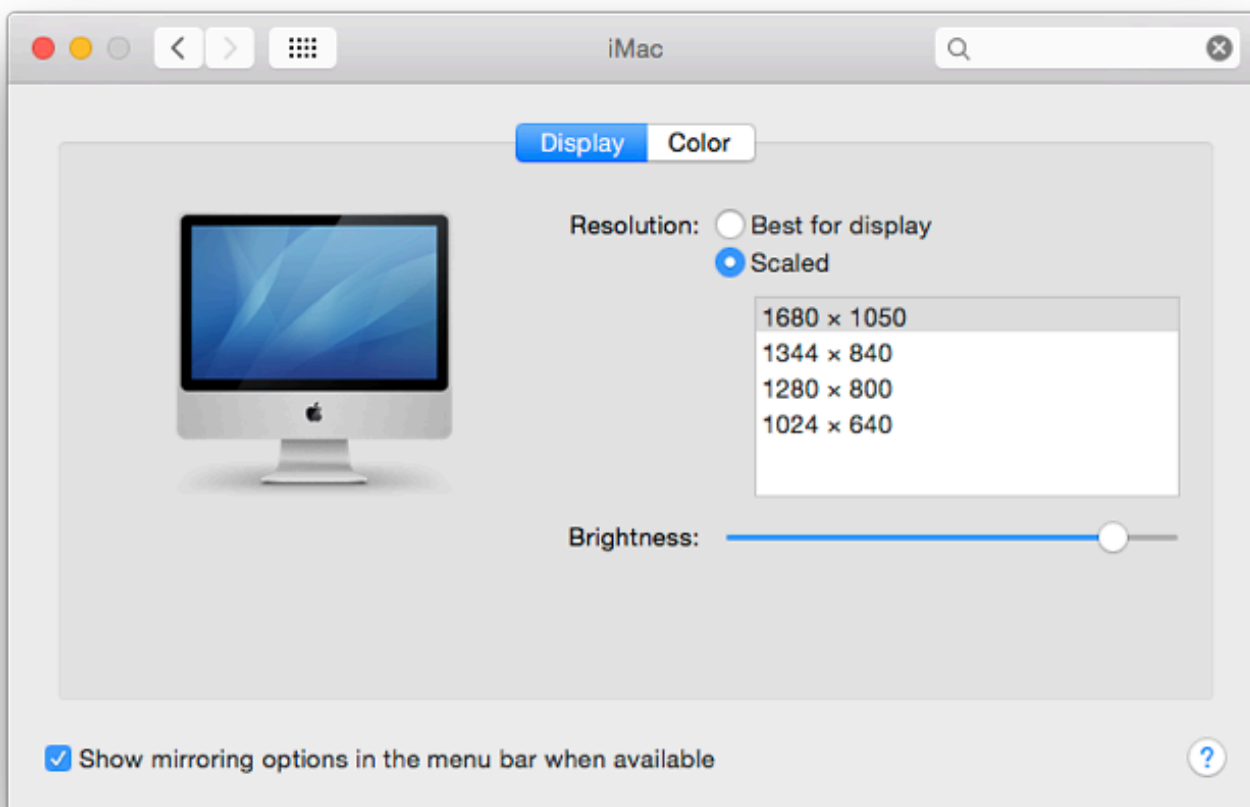 iMac
Display Color
Resolution: Best for display
Scaled
1680 × 1050
1344 × 840
1280 × 800
1024 × 640
Brightness:
Show mirroring options in the menu bar when available
?